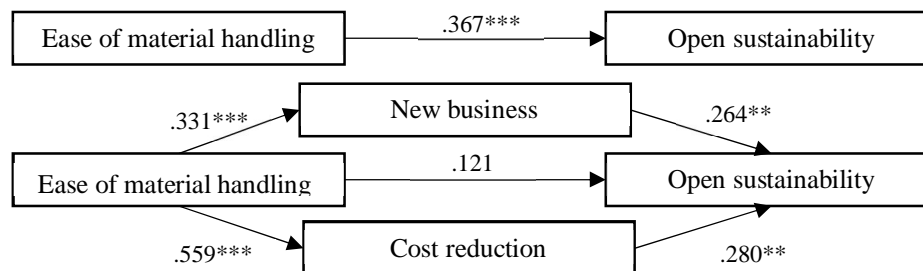 Ease of material handling .367*** Open sustainability
New business
.331*** .264**
Ease of material handling .121 Open sustainability
.559*** Cost reduction .280**